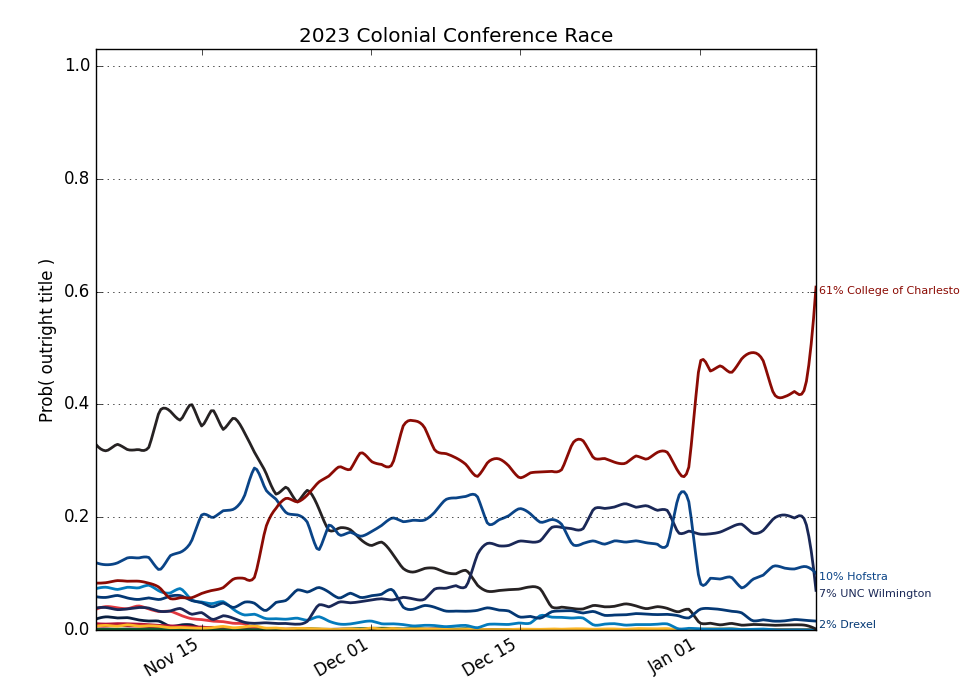 2023 Colonial Conference Race
Prob( outright title )
1.0
0.8
0.6
0.4
0.2
0.0
Nov 15
Dec 01
Dec 15
Jan 01
61% College of Charlesto
10% Hofstra
7% UNC Wilmington
2% Drexel